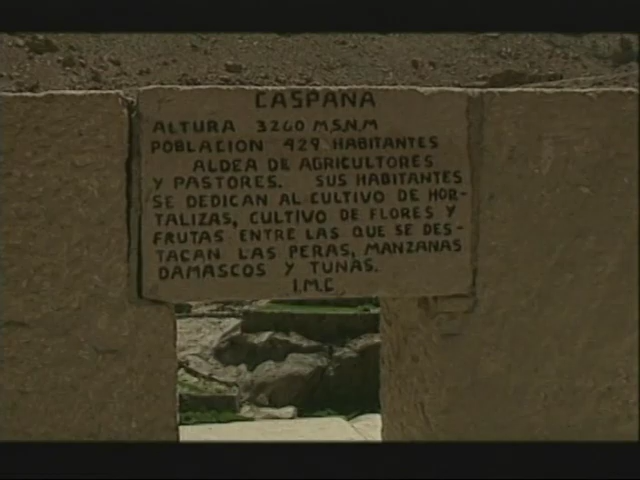 CASPANA
ALTURA 3260 M.S.N.M
POBLACION 429 HABITANTES
ALDEA DE AGRICULTORES
Y PASTORES. SUS HABITANTES
SE DEDICAN AL CULTIVO DE HOR-
TALIZAS, CULTIVO DE FLORES Y
FRUTAS ENTRE LAS QUE SE DES-
TACAN LAS PERAS, MANZANAS
DAMASCOS Y TUNAS.
I.M.C